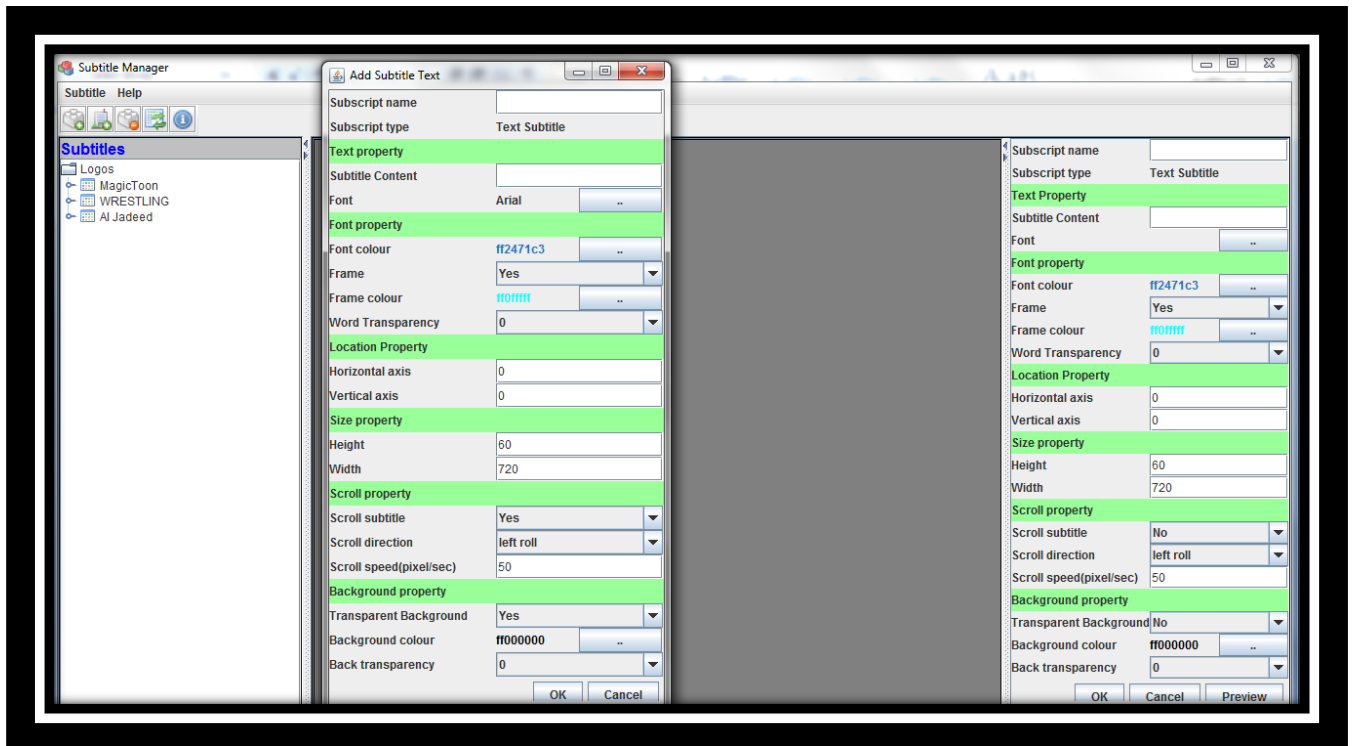 Subtitle Manager
Subtitle Help
Subtitles
Logos
MagicToon
WRESTLING
Al Jadeed
Add Subtitle Text
Subscript name
Subscript type Text Subtitle
Text property
Subtitle Content
Font Arial ..
Font property
Font colour ff2471c3 ..
Frame Yes
Frame colour ff0fffff ..
Word Transparency 0
Location Property
Horizontal axis 0
Vertical axis 0
Size property
Height 60
Width 720
Scroll property
Scroll subtitle Yes
Scroll direction left roll
Scroll speed(pixel/sec) 50
Background property
Transparent Background Yes
Background colour ff000000 ..
Back transparency 0
OK Cancel
Subscript name
Subscript type Text Subtitle
Text Property
Subtitle Content
Font ..
Font property
Font colour ff2471c3 ..
Frame Yes
Frame colour ff0fffff ..
Word Transparency 0
Location Property
Horizontal axis 0
Vertical axis 0
Size property
Height 60
Width 720
Scroll property
Scroll subtitle No
Scroll direction left roll
Scroll speed(pixel/sec) 50
Background property
Transparent Background No
Background colour ff000000 ..
Back transparency 0
OK Cancel Preview